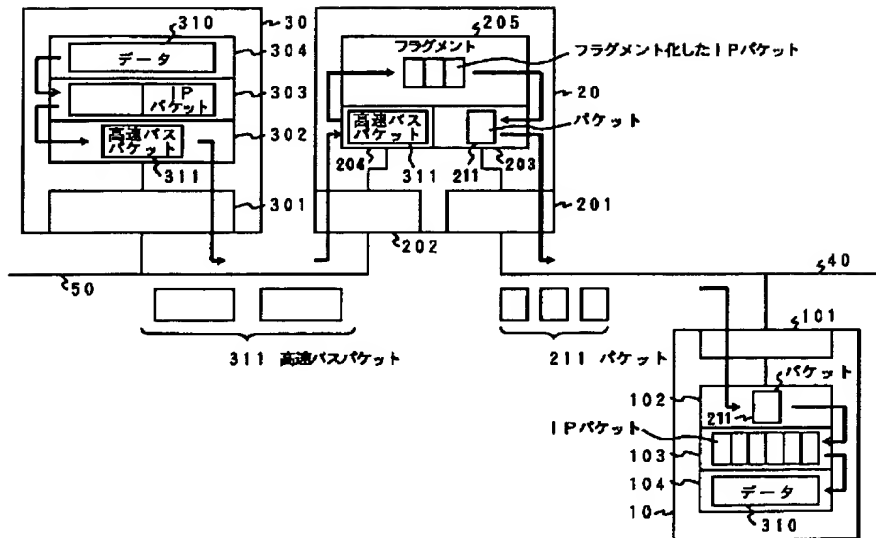 310
30
データ
304
IP
パケット
303
高速バス
パケット
302
311
301
50
311 高速バスパケット
205
フラグメント
フラグメント化したIPパケット
20
高速バス
パケット
パケット
204
311
211
203
201
202
40
211 パケット
101
パケット
102
211
IPパケット
103
104
データ
310
10